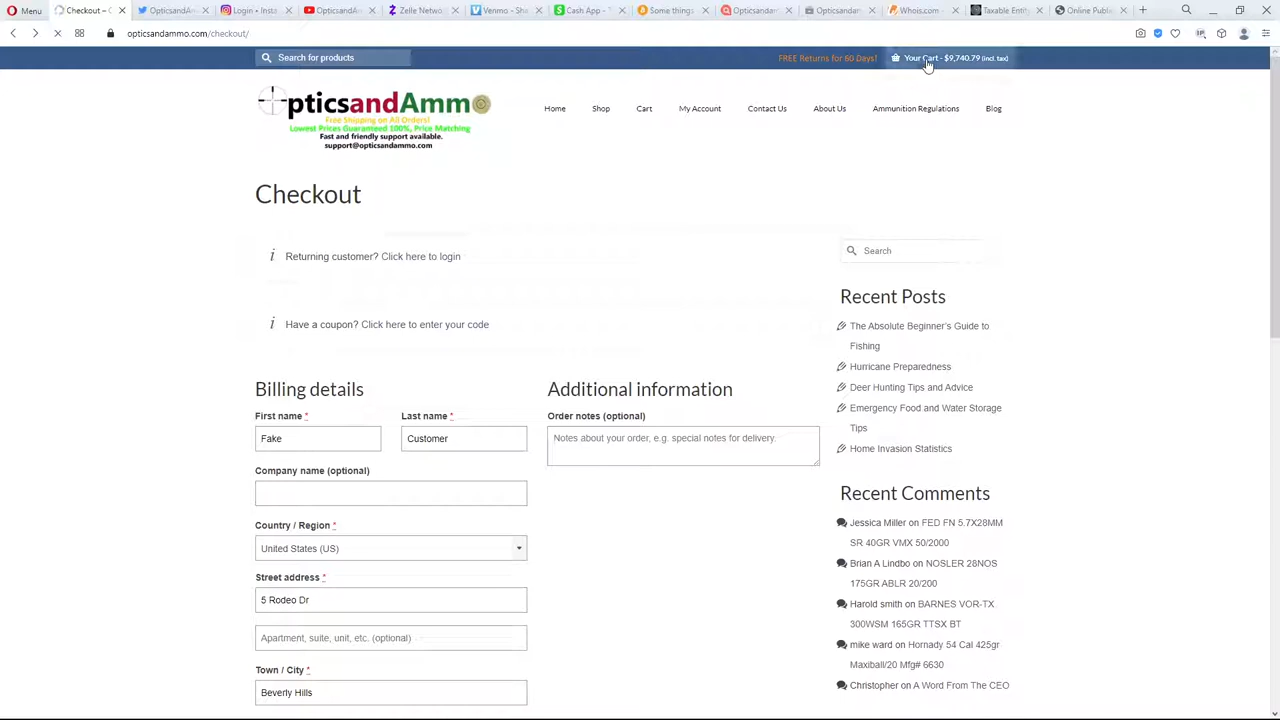 Menu
Checkout –
OpticsandAm
Login • Insta
OpticsandA
Zelle Netwo
Venmo - Sha
Cash App - T
Some things
Opticsandam
Opticsandam
Whois.com -
Taxable Entit
Online Publi
opticsandammo.com/checkout/
Search for products
FREE Returns for 60 Days!
Your Cart - $9,740.79 (incl. tax)
OpticsandAmmo
Free Shipping on All Orders!
Lowest Prices Guaranteed 100%, Price Matching
Fast and friendly support available.
support@opticsandammo.com
Home Shop Cart My Account Contact Us About Us Ammunition Regulations Blog
Checkout
Returning customer? Click here to login
Search
Recent Posts
Have a coupon? Click here to enter your code
The Absolute Beginner's Guide to
Fishing
Hurricane Preparedness
Deer Hunting Tips and Advice
Emergency Food and Water Storage
Tips
Home Invasion Statistics
Billing details
First name *
Fake
Last name *
Customer
Company name (optional)
Country / Region *
United States (US)
Street address *
5 Rodeo Dr
Apartment, suite, unit, etc. (optional)
Town / City *
Beverly Hills
Additional information
Order notes (optional)
Notes about your order, e.g. special notes for delivery.
Recent Comments
Jessica Miller on FED FN 5.7X28MM
SR 40GR VMX 50/2000
Brian A Lindbo on NOSLER 28NOS
175GR ABLR 20/200
Harold smith on BARNES VOR-TX
300WSM 165GR TTSX BT
mike ward on Hornady 54 Cal 425gr
Maxiball/20 Mfg# 6630
Christopher on A Word From The CEO